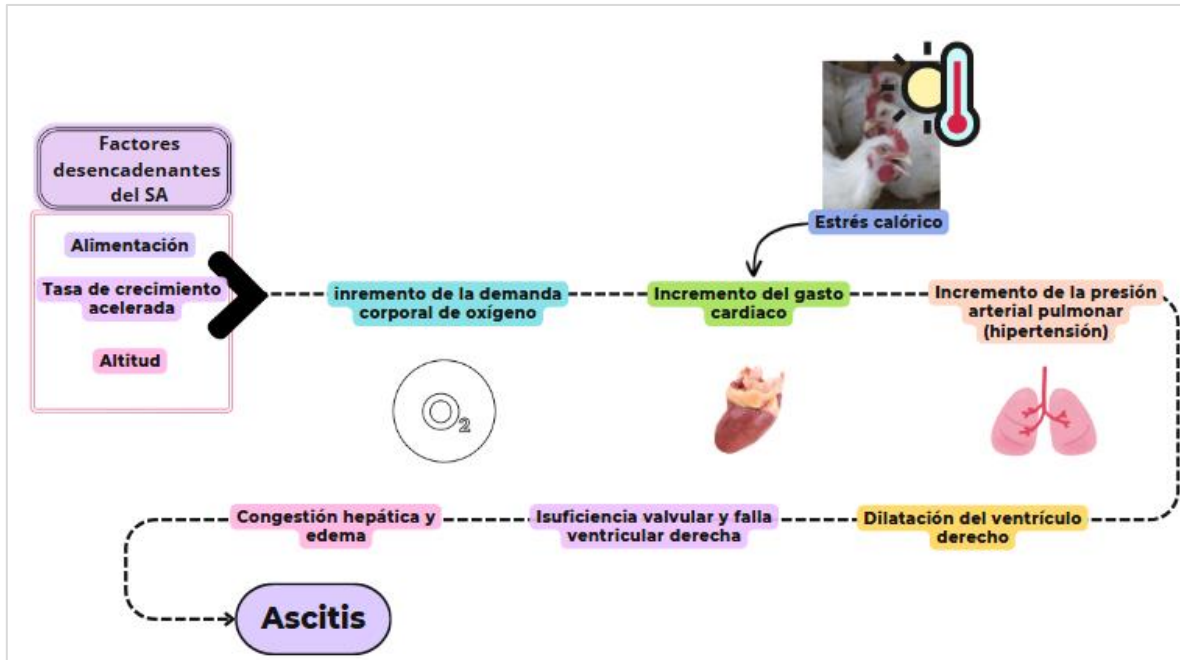 Factores
desencadenantes
del SA
Alimentación
Tasa de crecimiento
acelerada
Altitud
Estrés calórico
inremento de la demanda
corporal de oxígeno
Incremento del gasto
cardiaco
Incremento de la presión
arterial pulmonar
(hipertensión)
O2
Congestión hepática y
edema
Isuficiencia valvular y falla
ventricular derecha
Dilatación del ventrículo
derecho
Ascitis